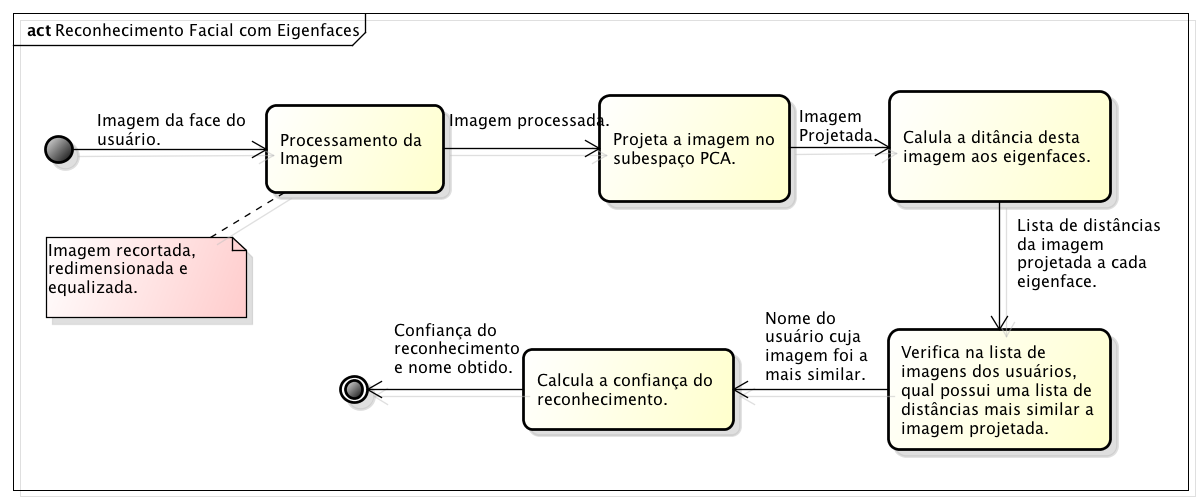 act Reconhecimento Facial com Eigenfaces
Imagem da face do
usuário.
Processamento da
Imagem
Imagem processada.
Projeta a imagem no
subespaço PCA.
Imagem
Projetada.
Calula a ditância desta
imagem aos eigenfaces.
Imagem recortada,
redimensionada e
equalizada.
Lista de distâncias
da imagem
projetada a cada
eigenface.
Verifica na lista de
imagens dos usuários,
qual possui uma lista de
distâncias mais similar a
imagem projetada.
Nome do
usuário cuja
imagem foi a
mais similar.
Calcula a confiança do
reconhecimento.
Confiança do
reconhecimento
e nome obtido.